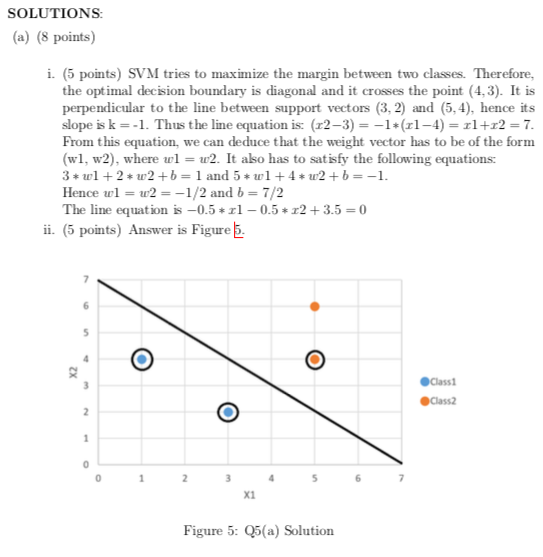 SOLUTIONS:
(a) (8 points)
i. (5 points) SVM tries to maximize the margin between two classes. Therefore,
the optimal decision boundary is diagonal and it crosses the point (4, 3). It is
perpendicular to the line between support vectors (3, 2) and (5, 4), hence its
slope is k = -1. Thus the line equation is: (x2−3) = −1∗(x1−4) = x1+x2 = 7.
From this equation, we can deduce that the weight vector has to be of the form
(w1, w2), where w1 = w2. It also has to satisfy the following equations:
3 ∗ w1 + 2 ∗ w2 + b = 1 and 5 ∗ w1 + 4 ∗ w2 + b = −1.
Hence w1 = w2 = −1/2 and b = 7/2
The line equation is −0.5 ∗ x1 − 0.5 ∗ x2 + 3.5 = 0
ii. (5 points) Answer is Figure 5.
7
6
5
4
3
2
1
0
X2
0 1 2 3 4 5 6 7
X1
Class1
Class2
Figure 5: Q5(a) Solution